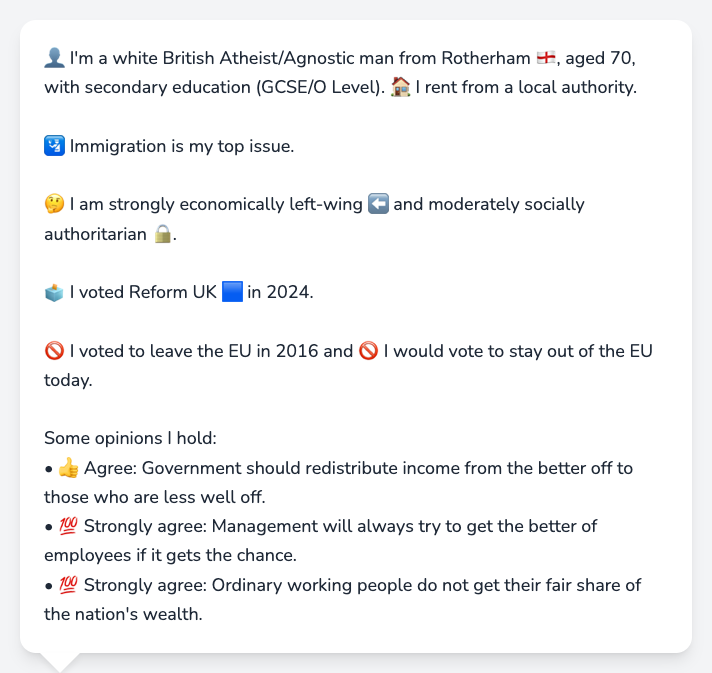 👤 I'm a white British Atheist/Agnostic man from Rotherham 🏴󠁧󠁢󠁥󠁮󠁧󠁿, aged 70,
with secondary education (GCSE/O Level). 🏠 I rent from a local authority.
🛂 Immigration is my top issue.
🤔 I am strongly economically left-wing ⬅️ and moderately socially
authoritarian 🔒.
🗳️ I voted Reform UK 🟦 in 2024.
🚫 I voted to leave the EU in 2016 and 🚫 I would vote to stay out of the EU
today.
Some opinions I hold:
• 👍 Agree: Government should redistribute income from the better off to
those who are less well off.
• 💯 Strongly agree: Management will always try to get the better of
employees if it gets the chance.
• 💯 Strongly agree: Ordinary working people do not get their fair share of
the nation's wealth.